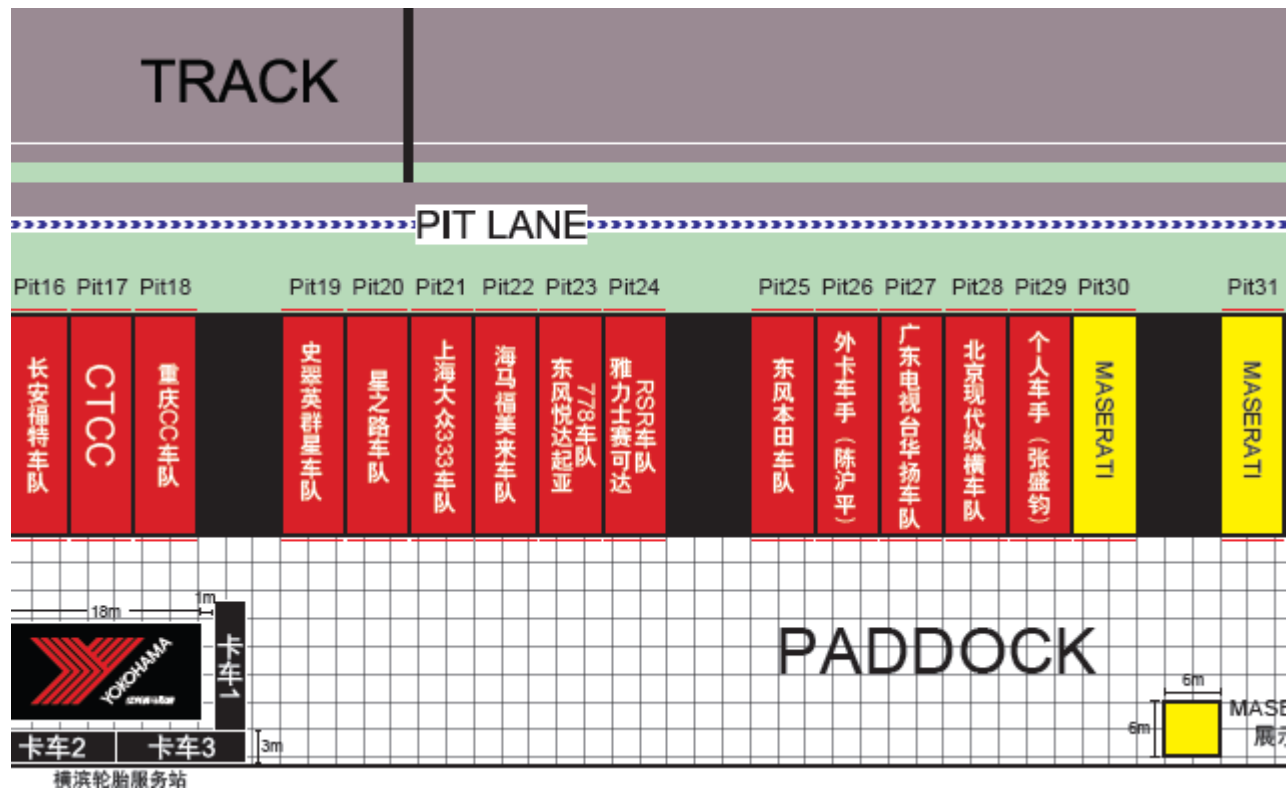 TRACK
PIT LANE
Pit16 Pit17 Pit18 Pit19 Pit20 Pit21 Pit22 Pit23 Pit24 Pit25 Pit26 Pit27 Pit28 Pit29 Pit30 Pit31
长安福特车队
CTCC
重庆CC车队
史翠英群星车队
星之路车队
上海大众333车队
海马福美来车队
东风悦达起亚
778车队
雅力士赛可达
RSR车队
东风本田车队
外卡车手（陈沪平）
广东电视台华扬车队
北京现代纵横车队
个人车手（张盛钧）
MASERATI
MASERATI
18m
1m
YOKOHAMA
卡车1
卡车2
卡车3
3m
横滨轮胎服务站
PADDOCK
6m
6m
MASE
展示